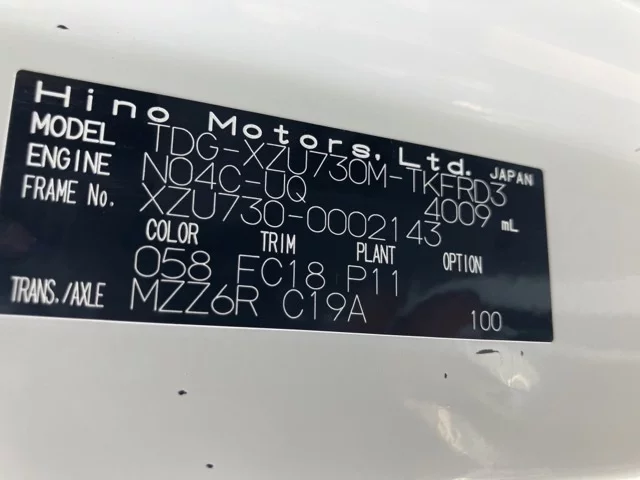 Hino Motors, Ltd. JAPAN
MODEL TDG-XZU730M-TKFRD3
ENGINE N04C-UQ 4009 mL
FRAME No. XZU730-0002143
COLOR TRIM PLANT OPTION
058 FC18 P11
TRANS./AXLE MZZ6R C19A 100